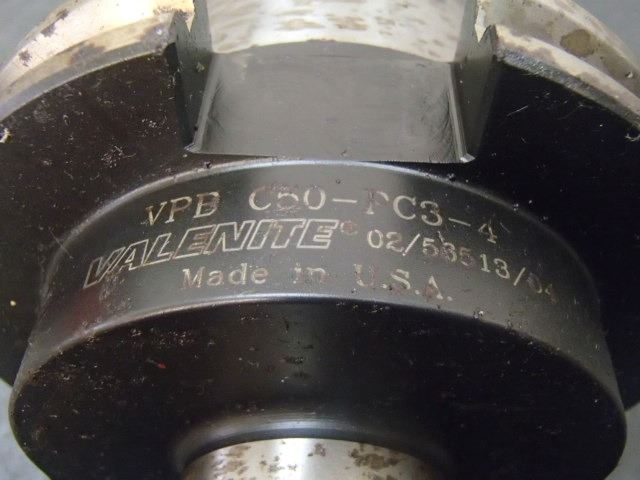 VPB C50-PC3-4
VALENITE® 02/53513/04
Made in U.S.A.